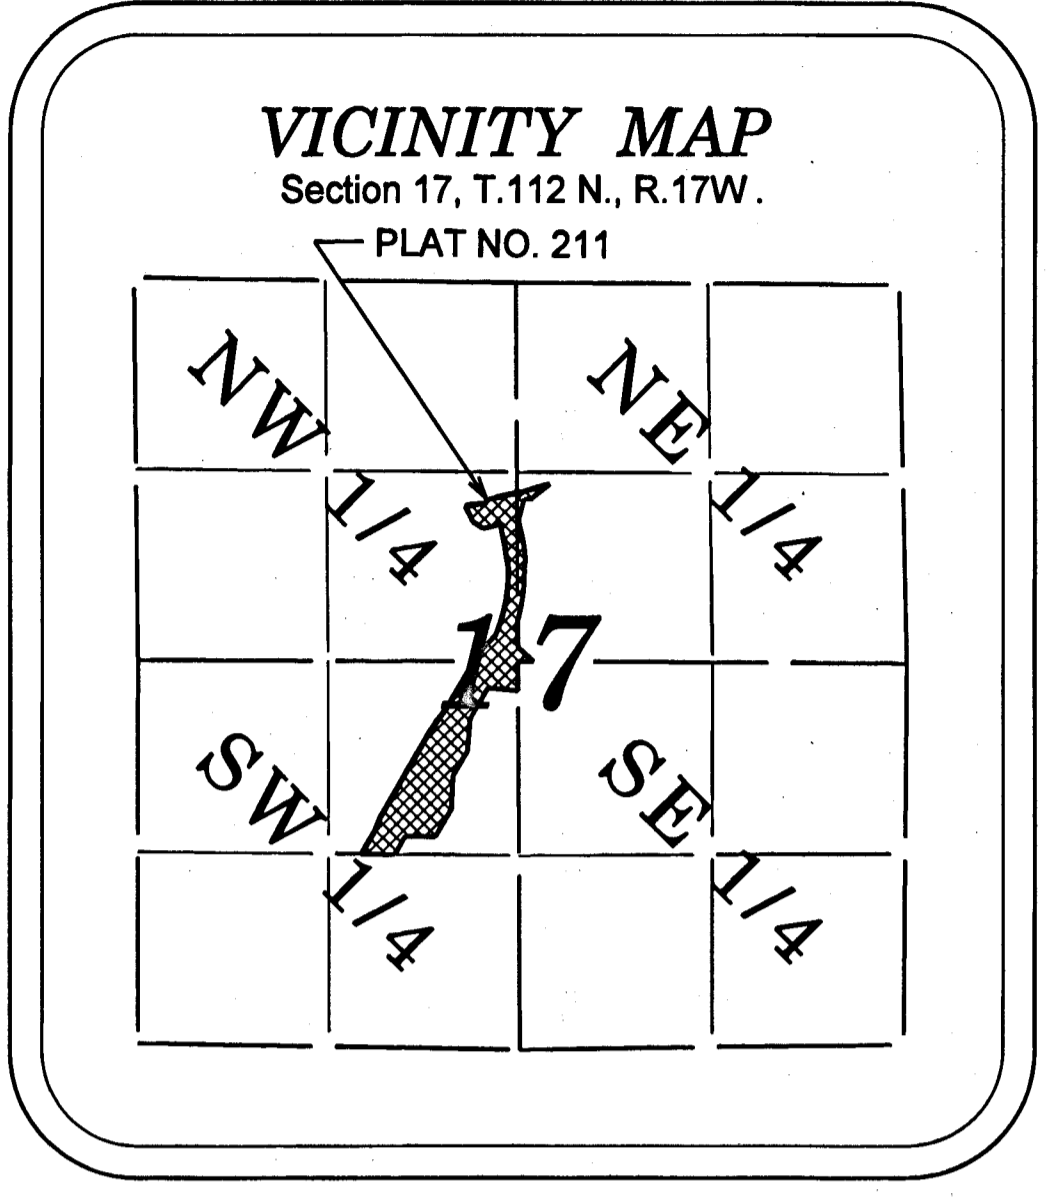 VICINITY MAP
Section 17, T.112 N., R.17W.
PLAT NO. 211
NW 1/4
NE 1/4
17
SW 1/4
SE 1/4